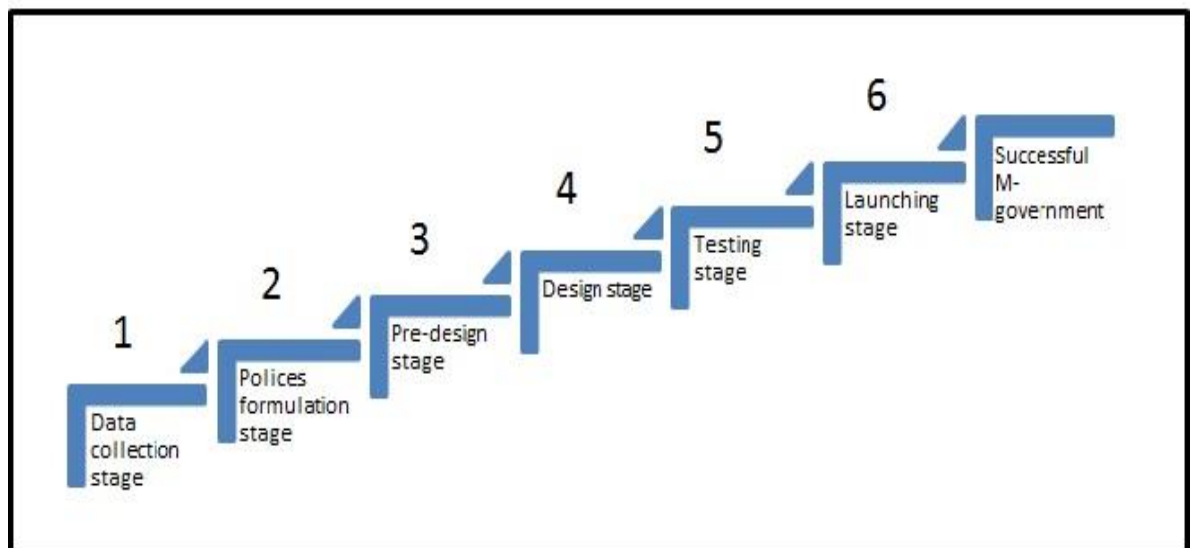 1
Data
collection
stage
2
Polices
formulation
stage
3
Pre-design
stage
4
Design stage
5
Testing
stage
6
Launching
stage
Successful
M-
government